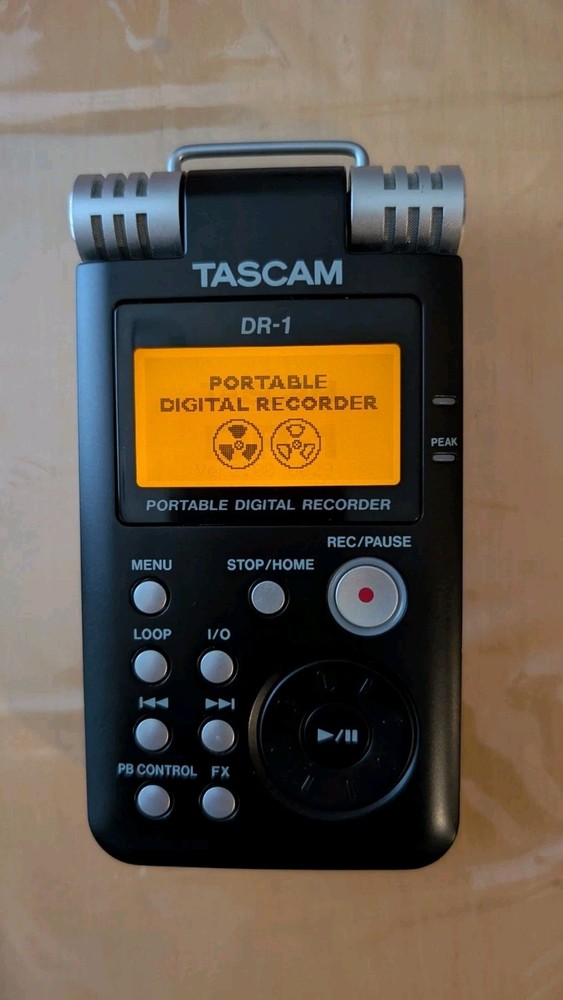 TASCAM
DR-1
PORTABLE
DIGITAL RECORDER
PORTABLE DIGITAL RECORDER
PEAK
REC/PAUSE
MENU
STOP/HOME
LOOP
I/O
PB CONTROL
FX